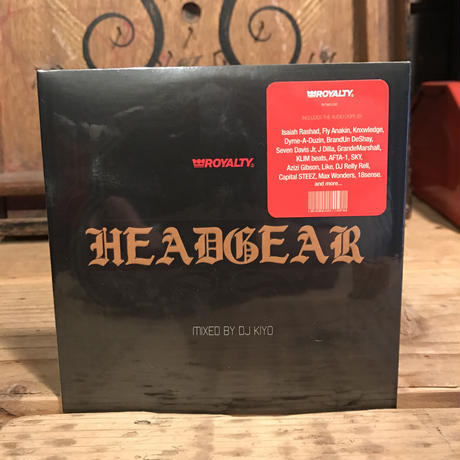 ROYALTY.
INCLUDES THE AUDIO DOPE BY
Isaiah Rashad, Fly Anakin, Knxwledge,
Dyme-A-Duzin, BrandUn DeShay,
Seven Davis Jr, J Dilla, GrandeMarshall,
KLIM beats, AFTA-1, SKY,
Azizi Gibson, Like, DJ Relly Rell,
Capital STEEZ, Max Wonders, 18sense.
and more...
ROYALTY
HEADGEAR
MIXED BY DJ KIYO